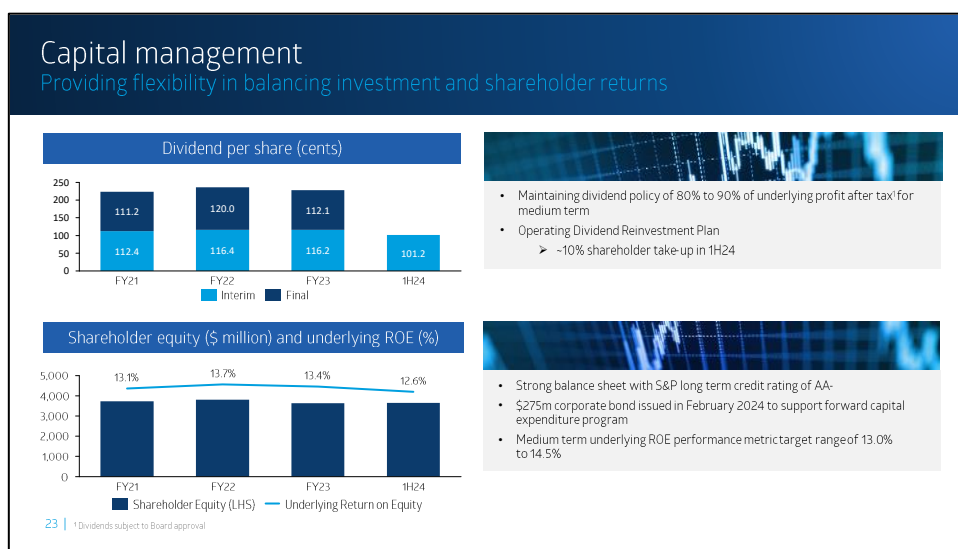 Capital management
Providing flexibility in balancing investment and shareholder returns
Dividend per share (cents)
250
200
150
100
50
0
111.2
120.0
112.1
112.4
116.4
116.2
101.2
FY21
FY22
FY23
1H24
Interim
Final
• Maintaining dividend policy of 80% to 90% of underlying profit after tax¹ for
medium term
• Operating Dividend Reinvestment Plan
➢ ~10% shareholder take-up in 1H24
Shareholder equity ($ million) and underlying ROE (%)
5,000
4,000
3,000
2,000
1,000
0
13.1%
13.7%
13.4%
12.6%
FY21
FY22
FY23
1H24
Shareholder Equity (LHS)
Underlying Return on Equity
• Strong balance sheet with S&P long term credit rating of AA-
• $275m corporate bond issued in February 2024 to support forward capital
expenditure program
• Medium term underlying ROE performance metric target range of 13.0%
to 14.5%
23 |
¹ Dividends subject to Board approval